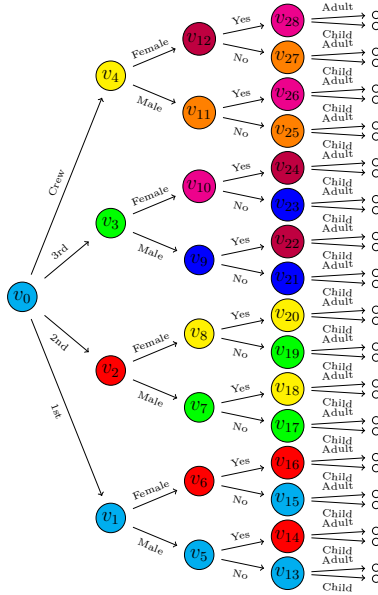 Adult
v28
Yes
Child
Female
v12
Adult
No
v27
Child
v4
Adult
Yes
v26
Male
v11
Child
Adult
No
v25
Child
Crew
Adult
Yes
v24
Female
v10
Child
Adult
No
v23
Child
v3
3rd
Adult
Yes
v22
Male
v9
Child
Adult
No
v21
Child
v0
Adult
Yes
v20
Female
v8
Child
Adult
No
v19
Child
2nd
v2
Adult
Yes
v18
Male
v7
Child
Adult
No
v17
Child
1st
Adult
Yes
v16
Female
v6
Child
Adult
No
v15
Child
v1
Adult
Yes
v14
Male
v5
Child
Adult
No
v13
Child